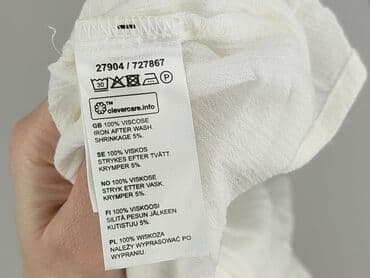 27904 / 727867
30 P
TM clevercare.info
GB 100% VISCOSE
IRON AFTER WASH.
SHRINKAGE 5%.
SE 100% VISKOS
STRYKES EFTER TVÄTT.
KRYMPER 5%.
NO 100% VISKOSE
STRYK ETTER VASK.
KRYMPER 5%.
FI 100% VISKOOSI
SILITÄ PESUN JÄLKEEN
KUTISTUU 5%.
PL 100% WISKOZA
NALEŻY WYPRASOWAĆ PO
WYPRANIU.